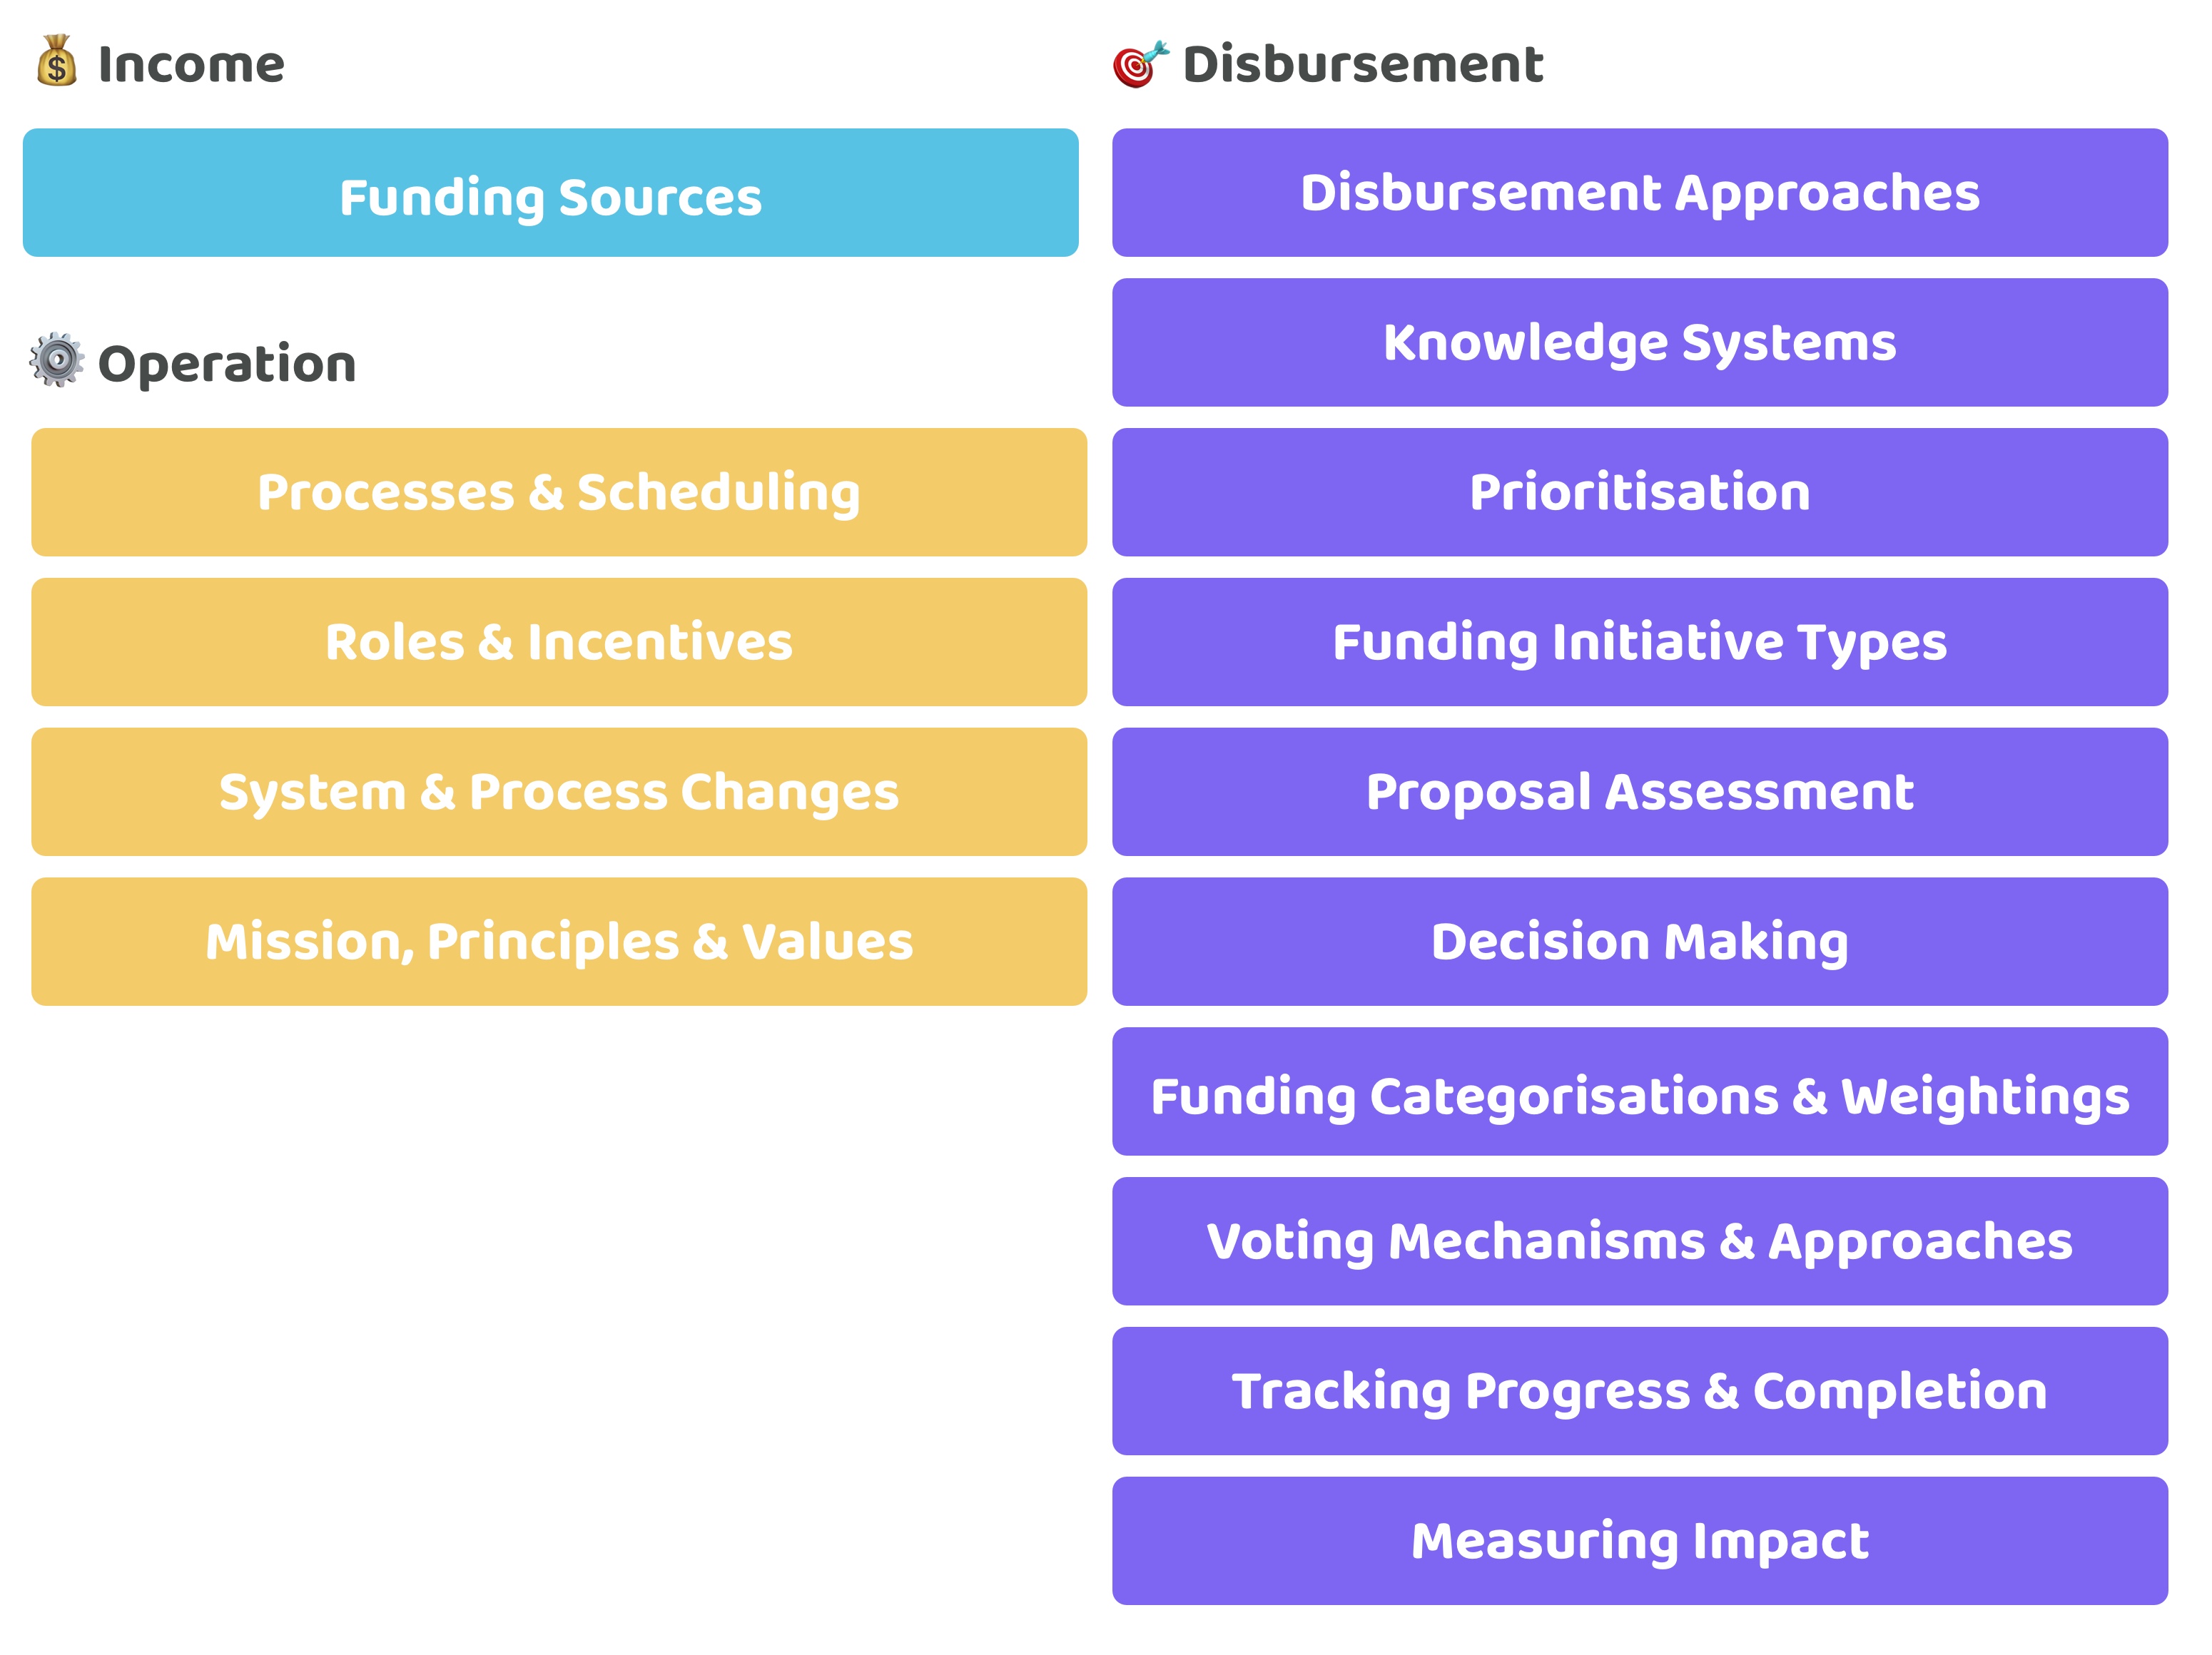 Income
Funding Sources
Operation
Processes & Scheduling
Roles & Incentives
System & Process Changes
Mission, Principles & Values
Disbursement
Disbursement Approaches
Knowledge Systems
Prioritisation
Funding Initiative Types
Proposal Assessment
Decision Making
Funding Categorisations & Weightings
Voting Mechanisms & Approaches
Tracking Progress & Completion
Measuring Impact